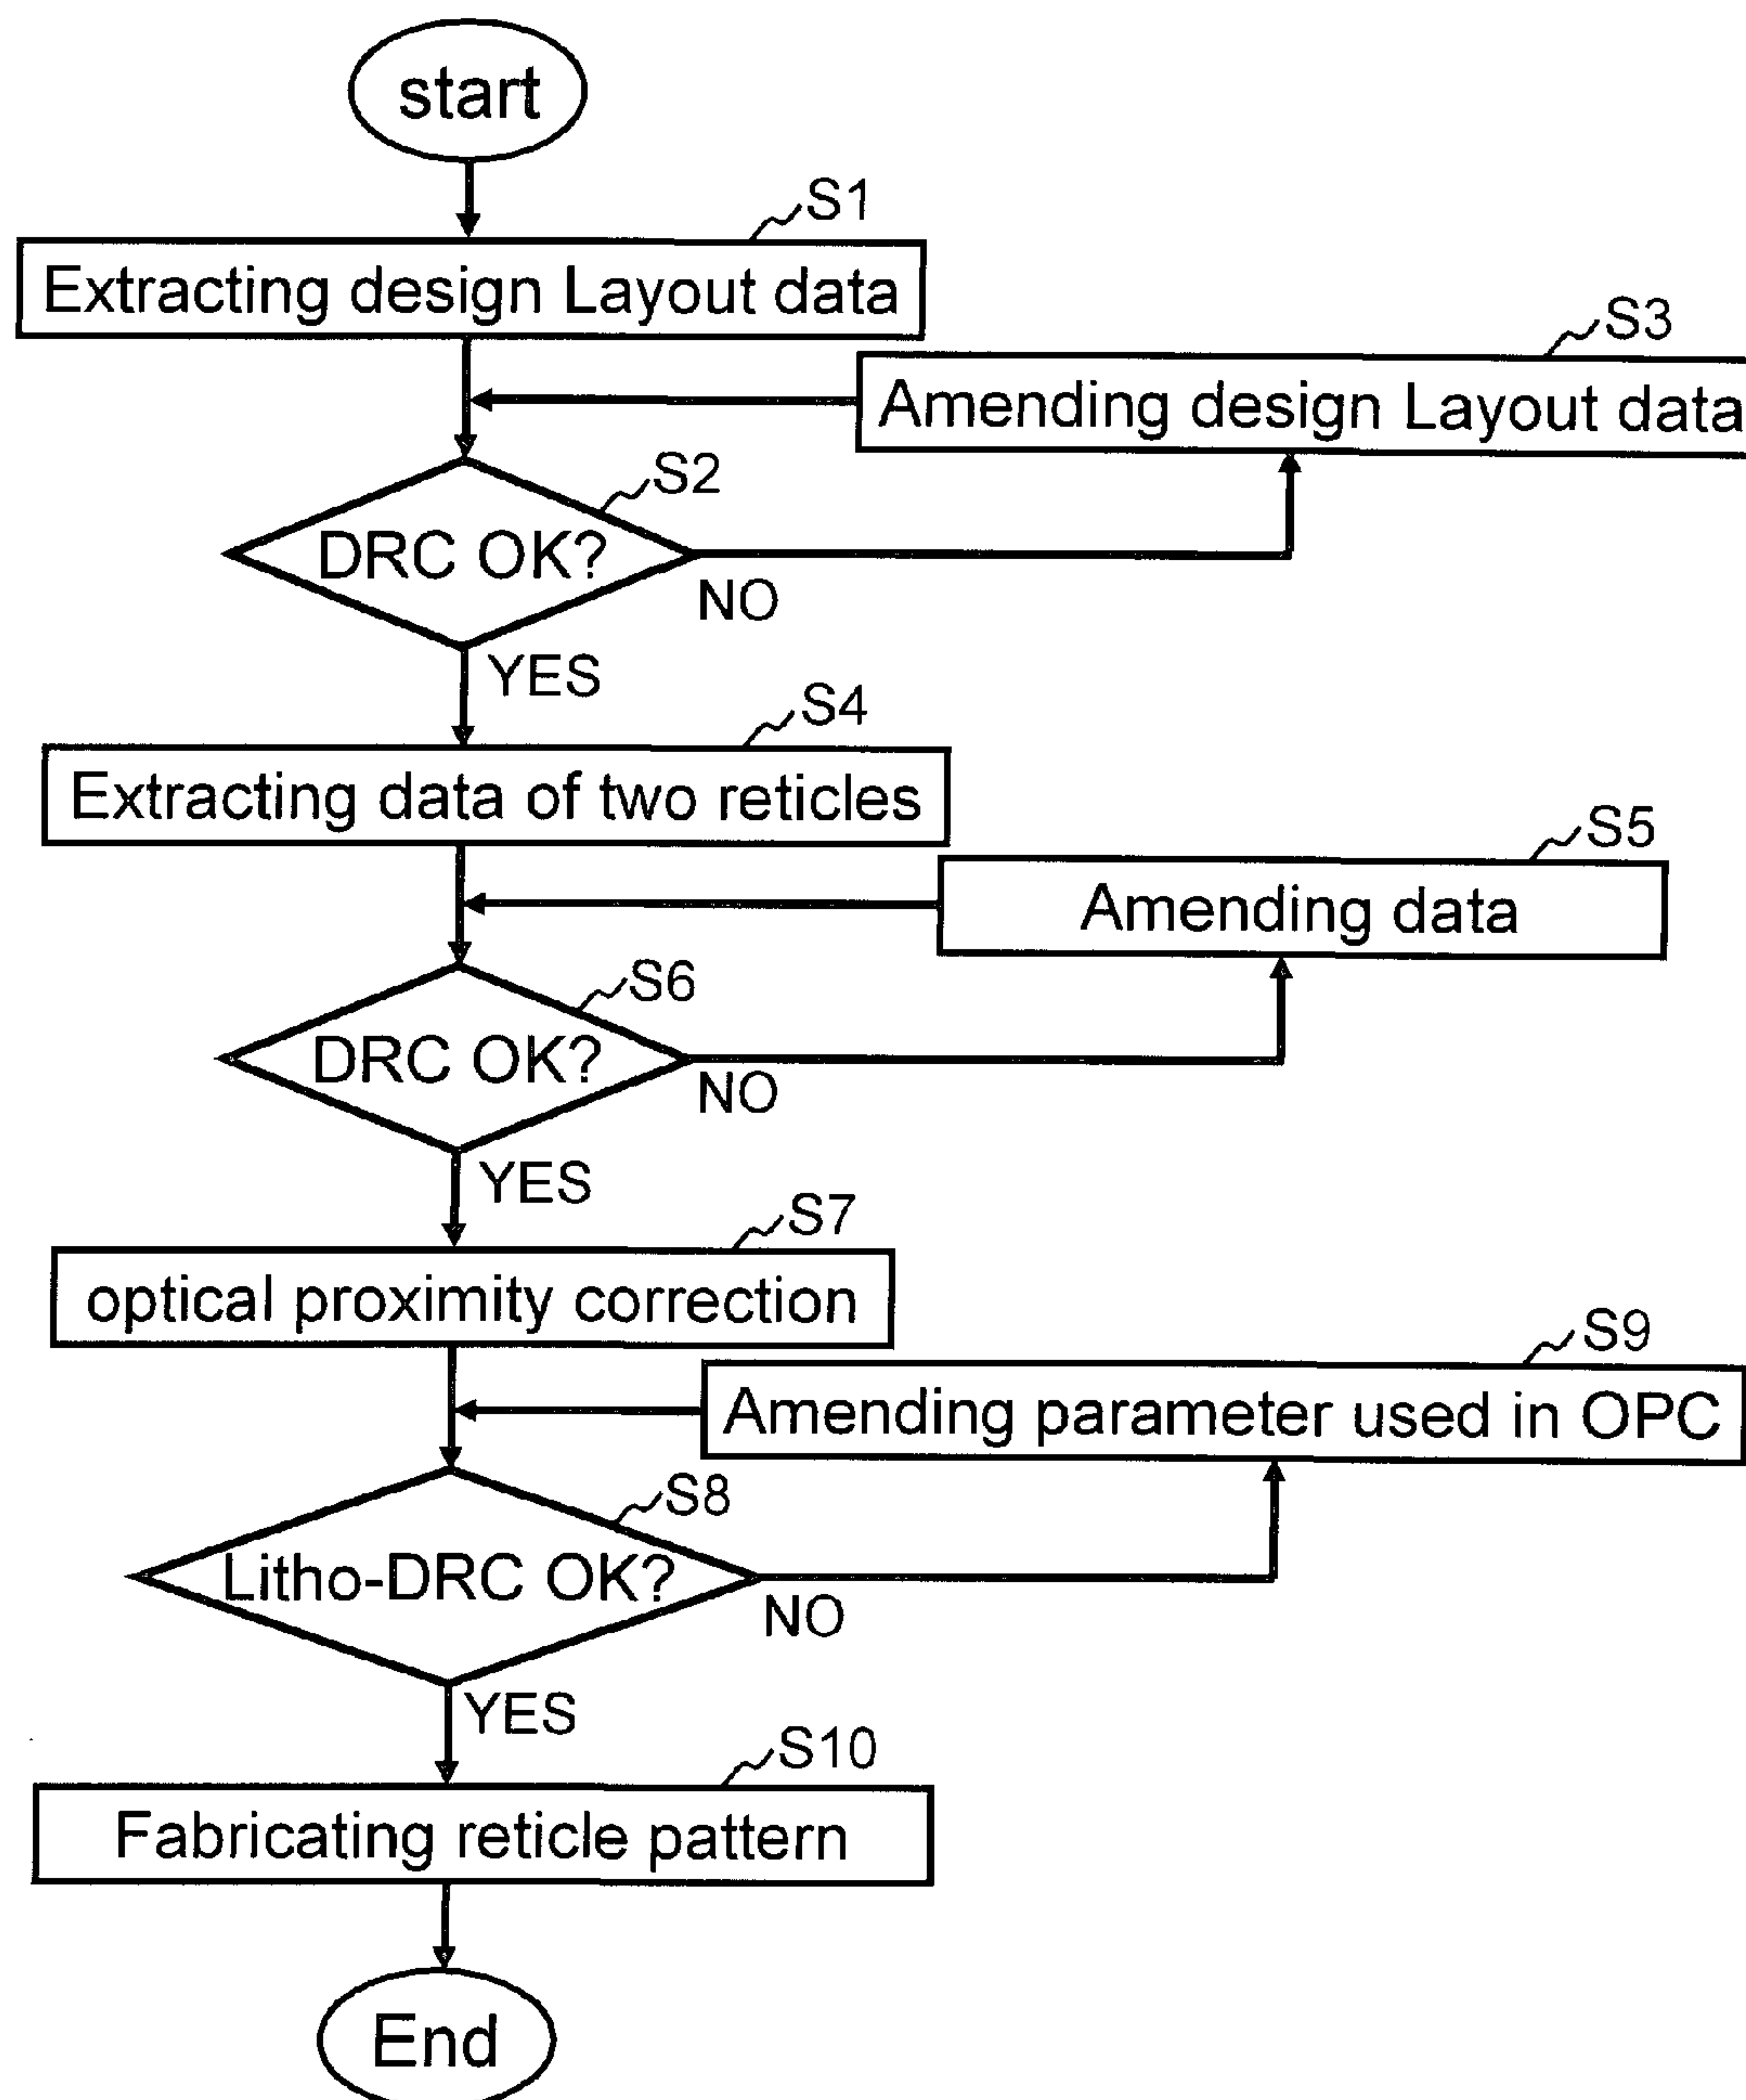 start
S1
Extracting design Layout data
S3
Amending design Layout data
S2
DRC OK?
NO
YES
S4
Extracting data of two reticles
S5
Amending data
S6
DRC OK?
NO
YES
S7
optical proximity correction
S9
Amending parameter used in OPC
S8
Litho-DRC OK?
NO
YES
S10
Fabricating reticle pattern
End